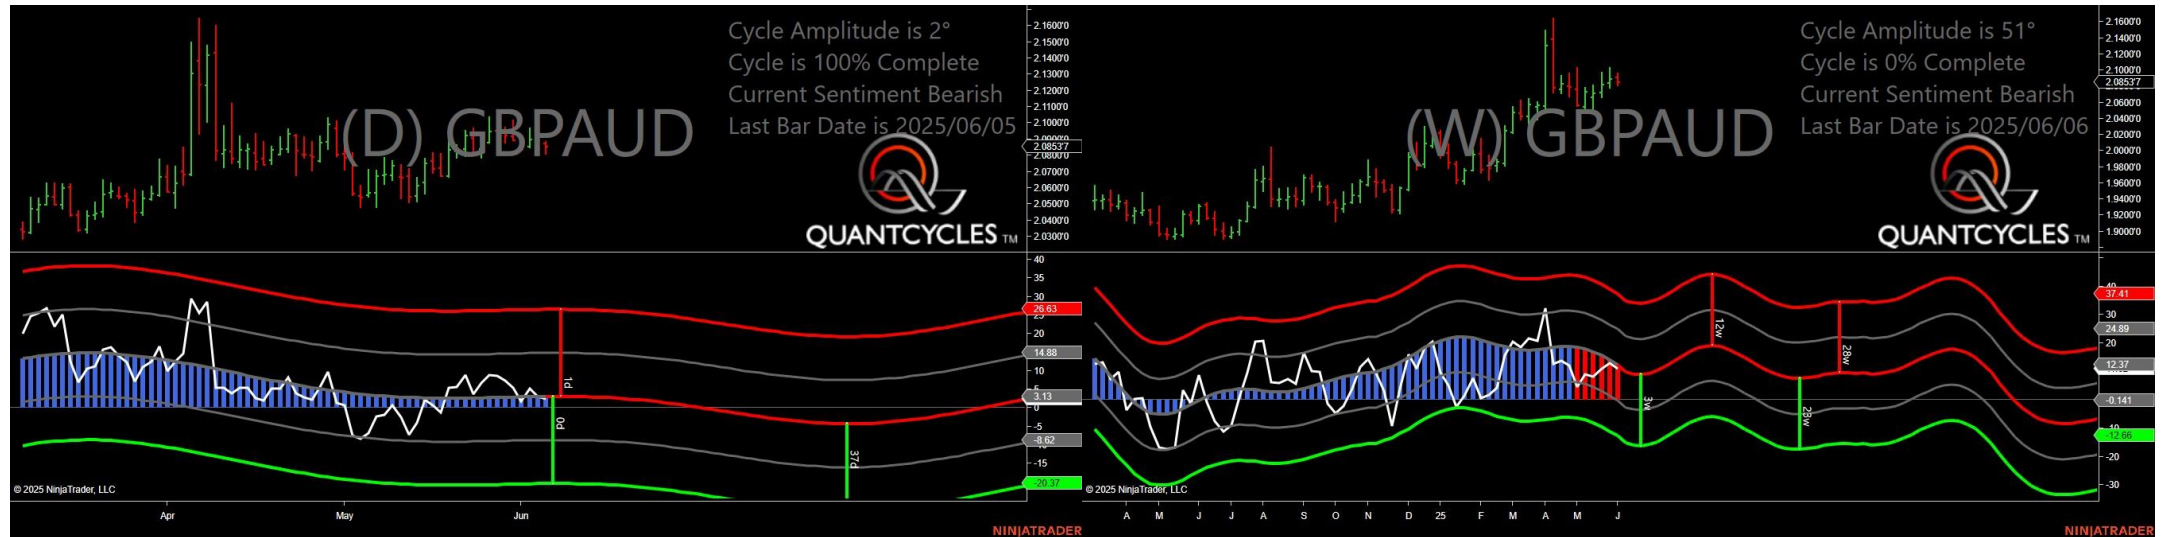 Cycle Amplitude is 2°
Cycle is 100% Complete
Current Sentiment Bearish
Last Bar Date is 2025/06/05
(D) GBPAUD
QUANTCYCLES TM
2.1600'0
2.1500'0
2.1400'0
2.1300'0
2.1200'0
2.1100'0
2.1000'0
2.0900'0
2.0853'7
2.0800'0
2.0700'0
2.0600'0
2.0500'0
2.0400'0
2.0300'0
40
35
30
26.63
25
20
14.88
10
5
3.13
0
-5
-8.62
-15
-20.37
1d
0d
37d
© 2025 NinjaTrader, LLC
Apr
May
Jun
NINJATRADER
Cycle Amplitude is 51°
Cycle is 0% Complete
Current Sentiment Bearish
Last Bar Date is 2025/06/06
(W) GBPAUD
QUANTCYCLES TM
2.1600'0
2.1400'0
2.1200'0
2.1000'0
2.0853'7
2.0600'0
2.0400'0
2.0200'0
2.0000'0
1.9800'0
1.9600'0
1.9400'0
1.9200'0
1.9000'0
40
37.41
30
24.89
20
12.37
-0.141
-10
-12.66
-20
-30
12w
28w
3w
28w
© 2025 NinjaTrader, LLC
A
M
J
J
A
S
O
N
D
25
F
M
A
M
J
NINJATRADER